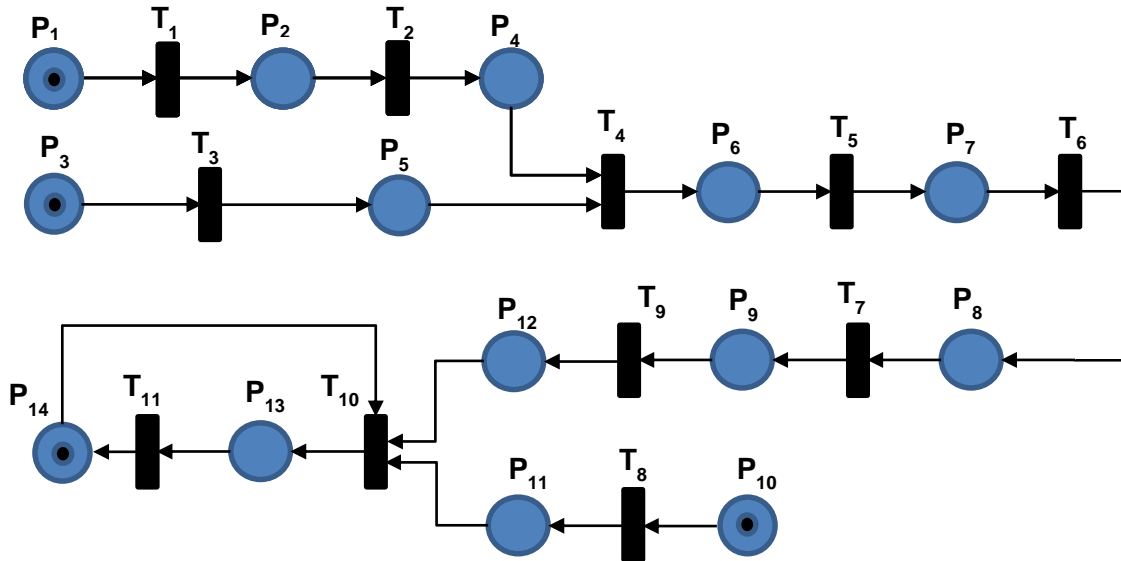 P₁ T₁ P₂ T₂ P₄
P₃ T₃ P₅ T₄ P₆ T₅ P₇ T₆
P₁₂ T₉ P₉ T₇ P₈
P₁₄ T₁₁ P₁₃ T₁₀
P₁₁ T₈ P₁₀